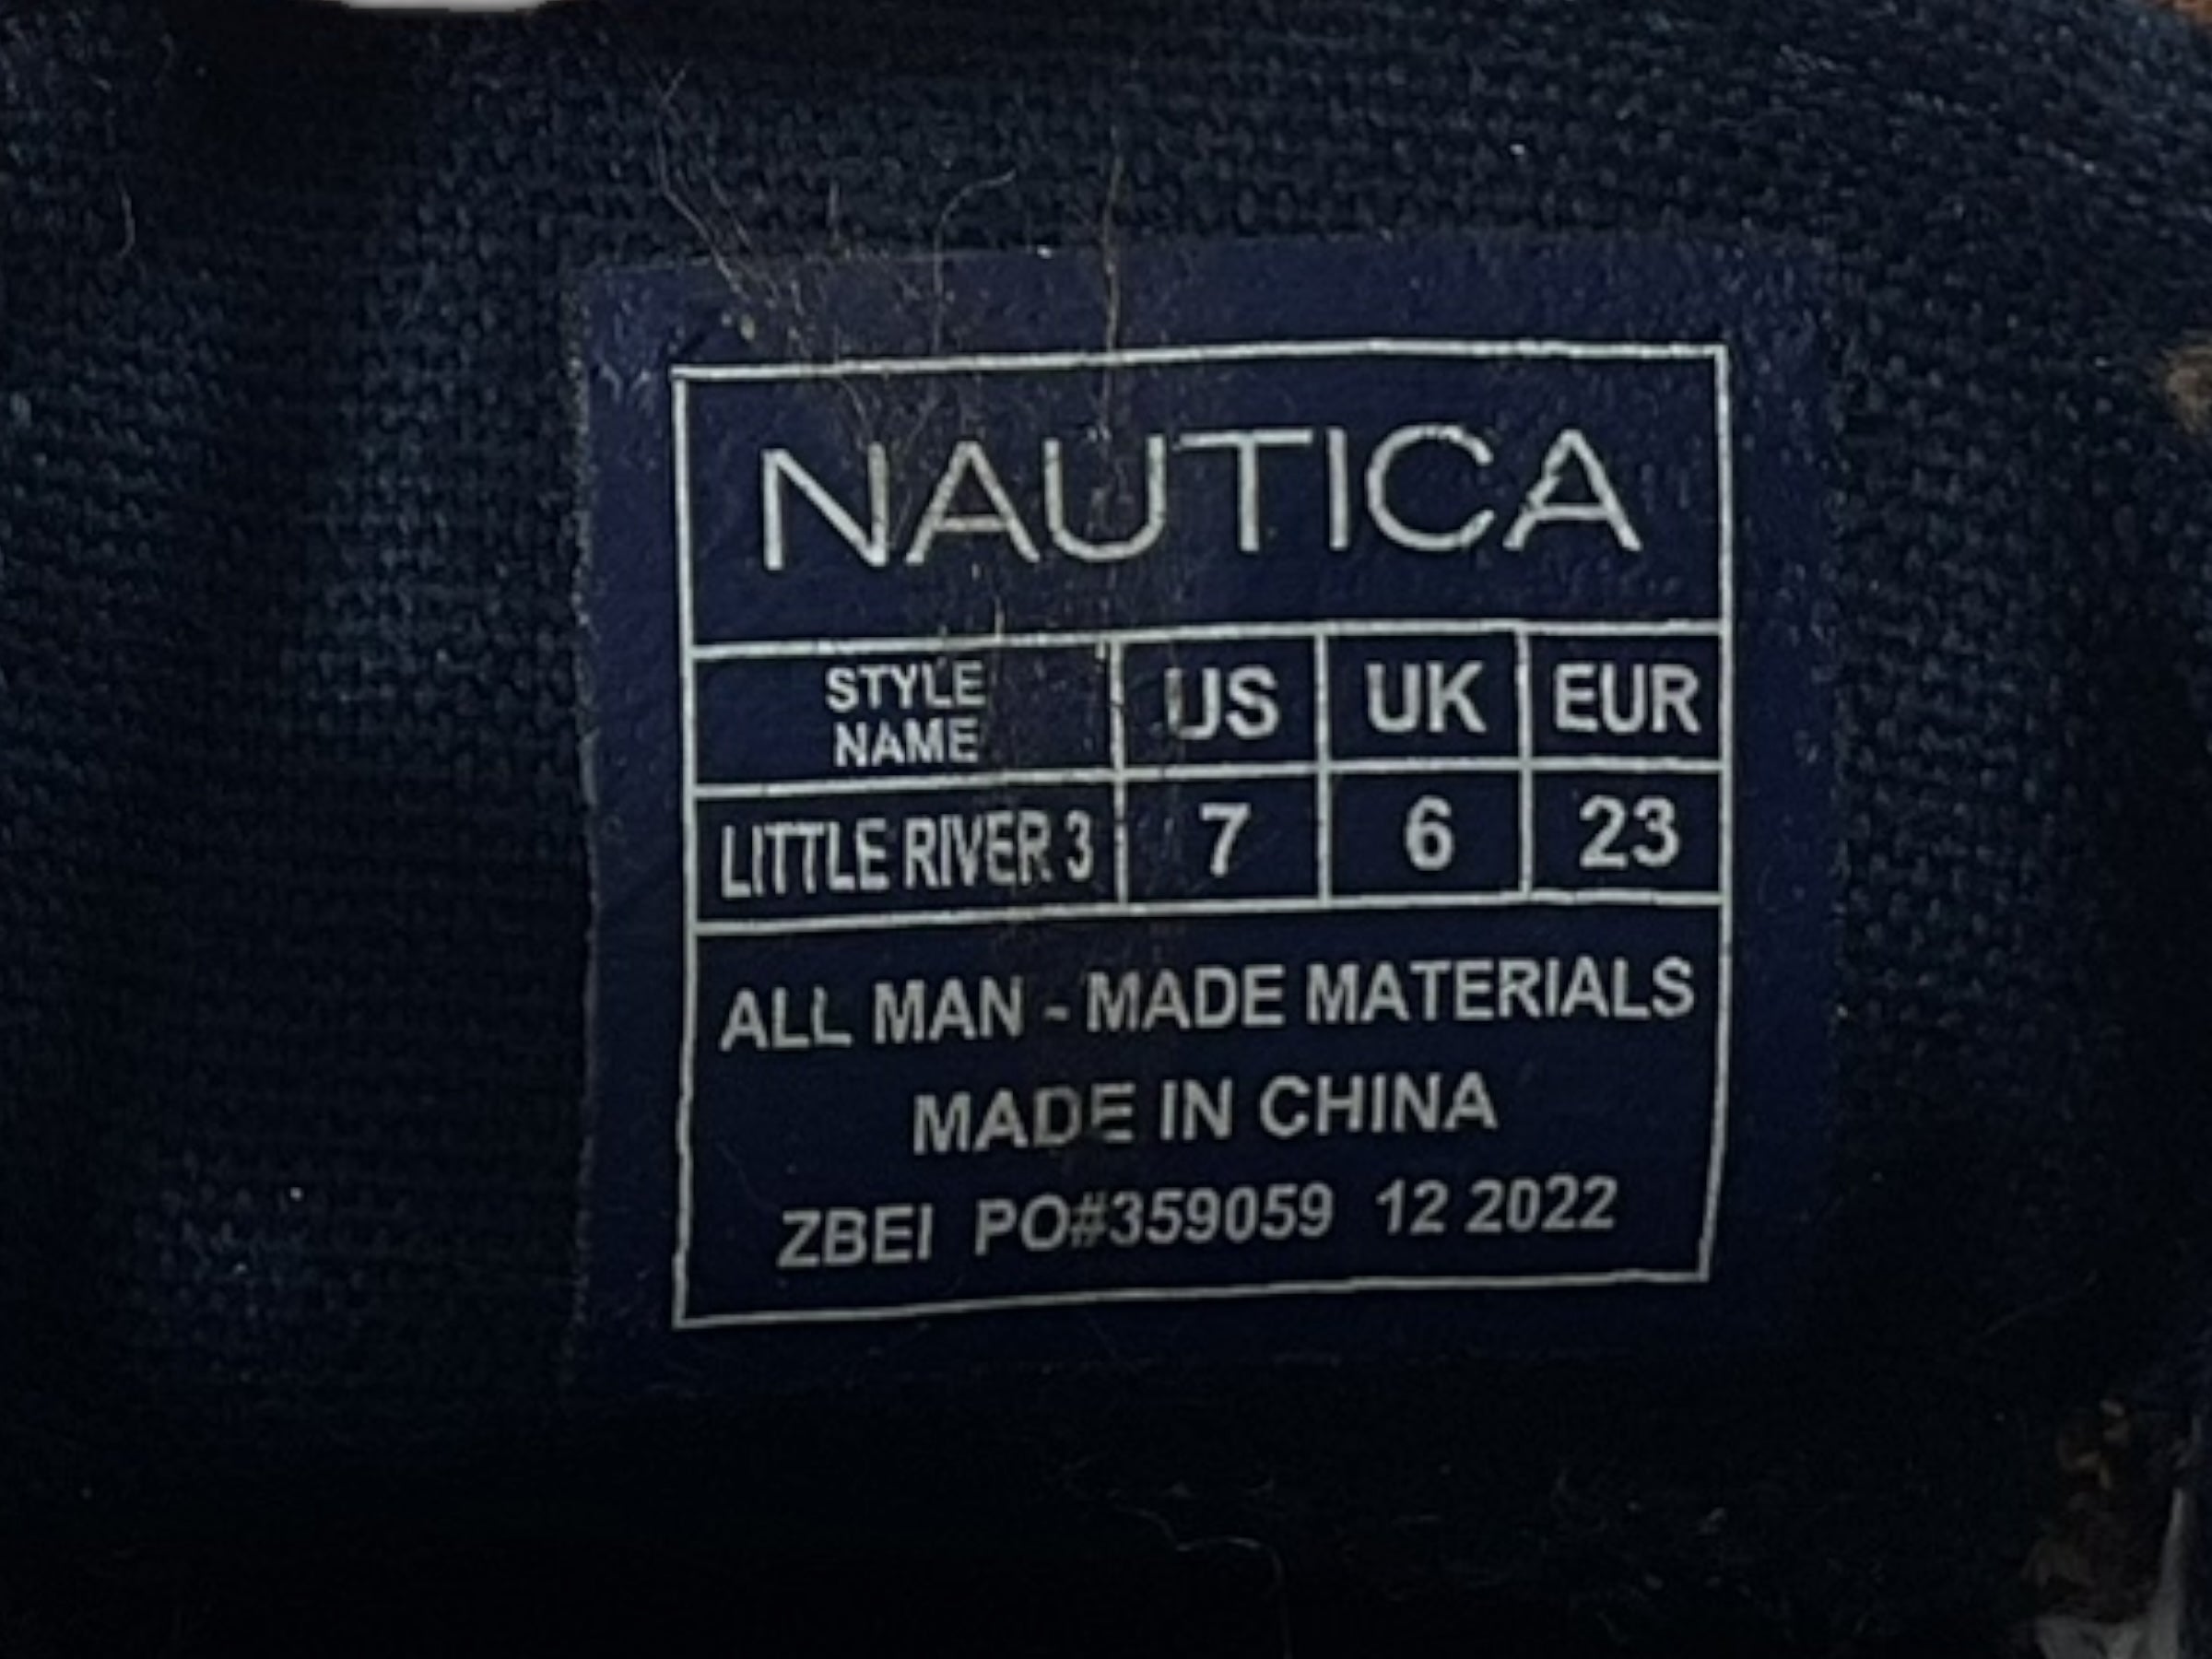 NAUTICA
STYLE NAME US UK EUR
LITTLE RIVER 3 7 6 23
ALL MAN - MADE MATERIALS
MADE IN CHINA
ZBEI PO#359059 12 2022